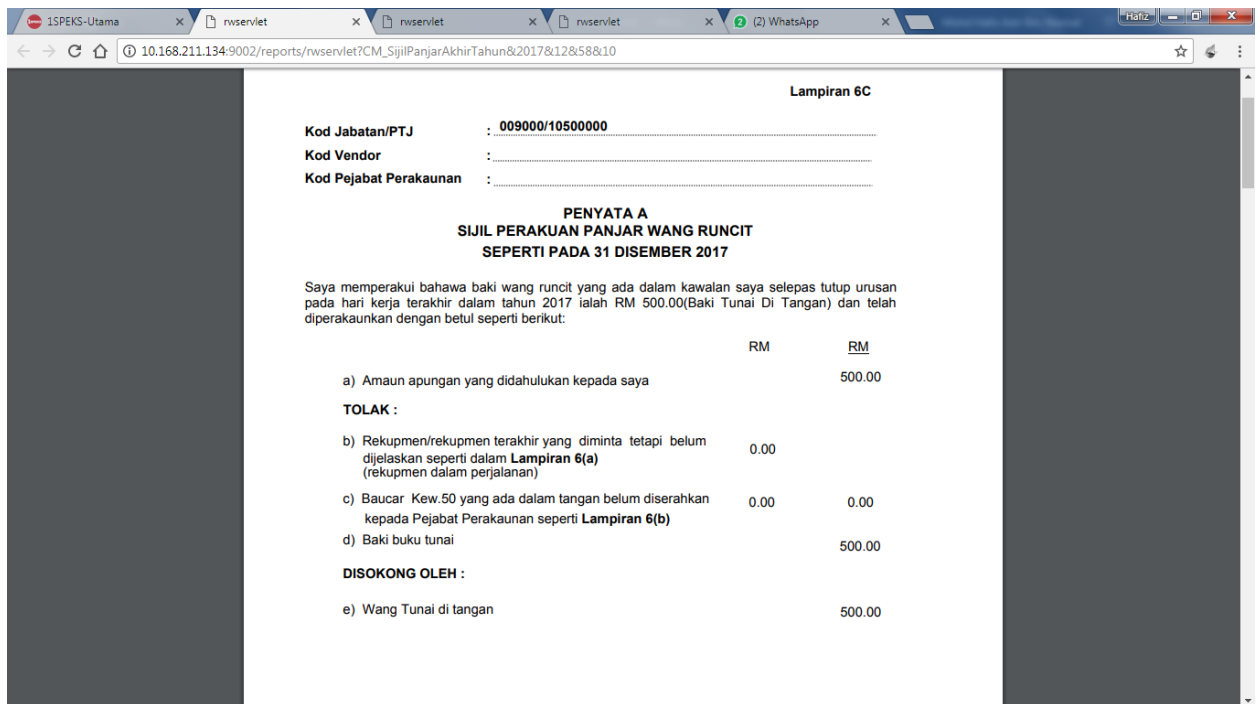 1SPEKS-Utama
rwservlet
rwservlet
rwservlet
(2) WhatsApp
Hafiz
10.168.211.134:9002/reports/rwservlet?CM_SijilPanjarAkhirTahun&2017&12&58&10
Lampiran 6C
Kod Jabatan/PTJ : 009000/10500000
Kod Vendor :
Kod Pejabat Perakaunan :
PENYATA A
SIJIL PERAKUAN PANJAR WANG RUNCIT
SEPERTI PADA 31 DISEMBER 2017
Saya memperakui bahawa baki wang runcit yang ada dalam kawalan saya selepas tutup urusan
pada hari kerja terakhir dalam tahun 2017 ialah RM 500.00(Baki Tunai Di Tangan) dan telah
diperakaunkan dengan betul seperti berikut:
RM RM
a) Amaun apungan yang didahulukan kepada saya 500.00
TOLAK :
b) Rekupmen/rekupmen terakhir yang diminta tetapi belum
dijelaskan seperti dalam Lampiran 6(a) 0.00
(rekupmen dalam perjalanan)
c) Baucar Kew.50 yang ada dalam tangan belum diserahkan 0.00 0.00
kepada Pejabat Perakaunan seperti Lampiran 6(b)
d) Baki buku tunai 500.00
DISOKONG OLEH :
e) Wang Tunai di tangan 500.00